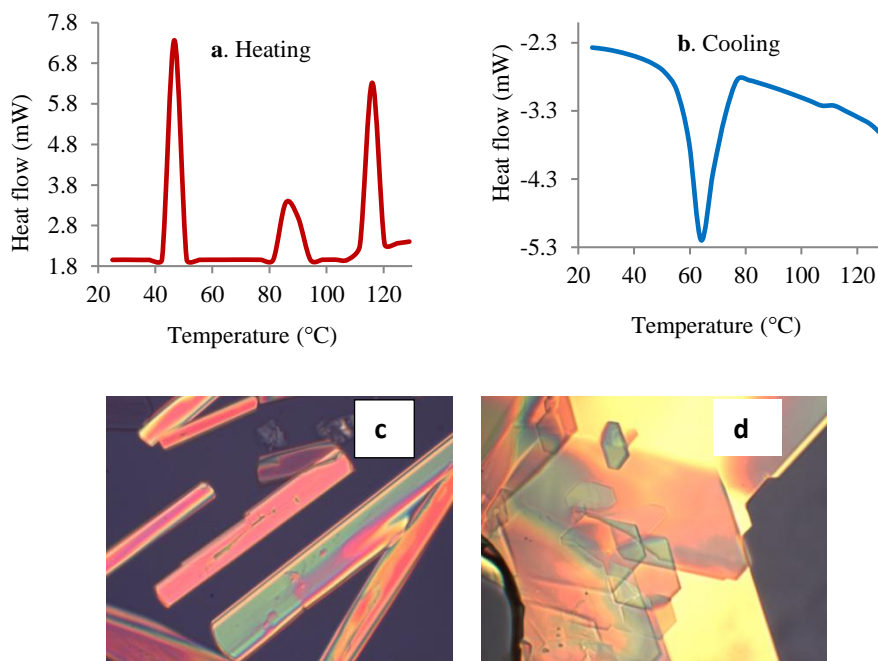 a. Heating
Heat flow (mW)
7.8
6.8
5.8
4.8
3.8
2.8
1.8
20 40 60 80 100 120
Temperature (°C)
b. Cooling
Heat flow (mW)
-2.3
-3.3
-4.3
-5.3
20 40 60 80 100 120
Temperature (°C)
c
d